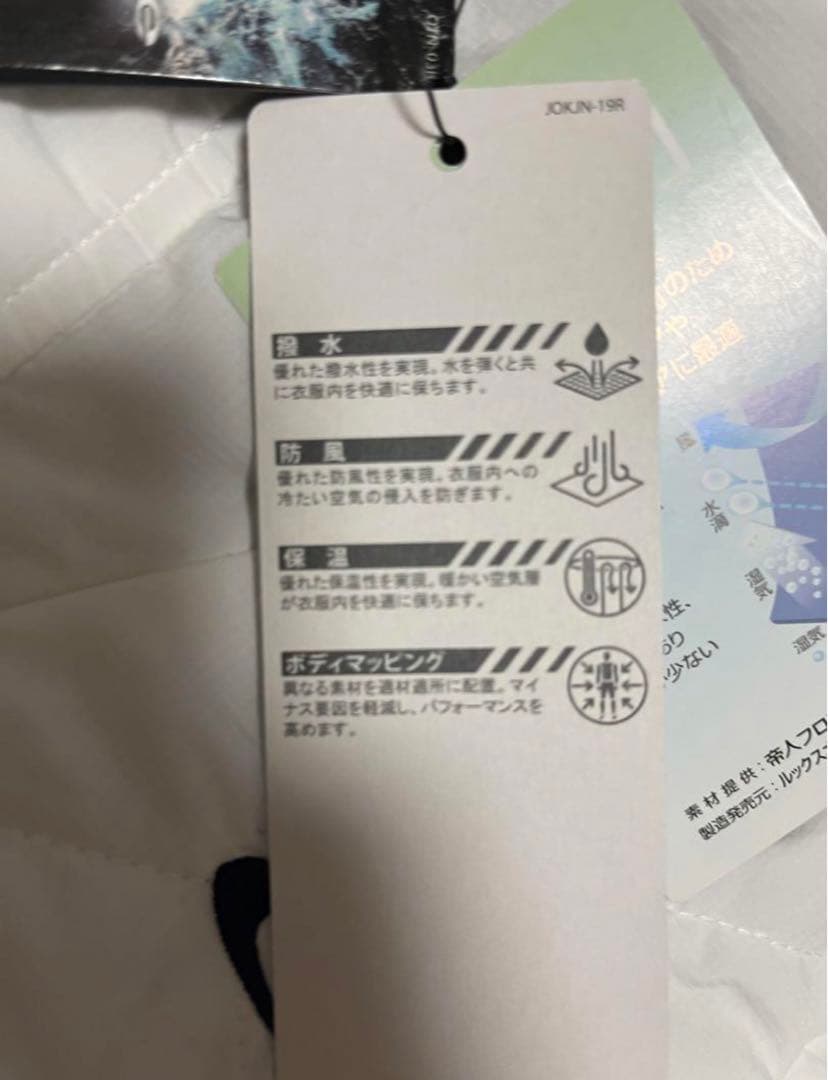 JOKJN-19R
撥 水
優れた撥水性を実現。水を弾くと共
に衣服内を快適に保ちます。
防 風
優れた防風性を実現。衣服内への
冷たい空気の侵入を防ぎます。
保 温
優れた保温性を実現。暖かい空気層
が衣服内を快適に保ちます。
ボディマッピング
異なる素材を適材適所に配置。マイ
ナス要因を軽減し、パフォーマンスを
高めます。
のため
や
に最適
風
水滴
湿気
湿気
性、
おり
少ない
素材提供：帝人フロ
製造発売元：ルックス